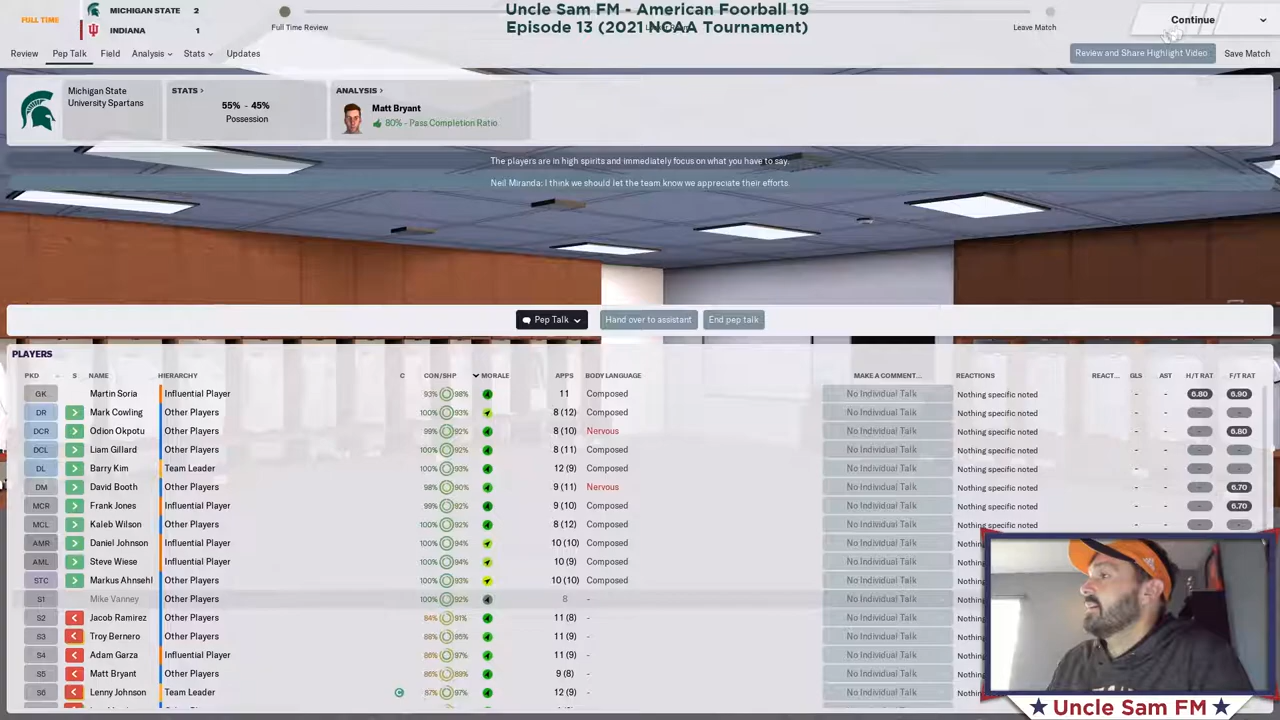 FULL TIME
MICHIGAN STATE 2
INDIANA 1
Full Time Review
Uncle Sam FM - American Foorball 19
Episode 13 (2021 NCAA Tournament)
Leave Match
Continue
Review Pep Talk Field Analysis Stats Updates
Review and Share Highlight Video Save Match
Michigan State
University Spartans
STATS >
55% - 45%
Possession
ANALYSIS >
Matt Bryant
80% - Pass Completion Ratio
The players are in high spirits and immediately focus on what you have to say.
Neil Miranda: I think we should let the team know we appreciate their efforts.
Pep Talk Hand over to assistant End pep talk
PLAYERS
PKD S NAME HIERARCHY C CON/SHP MORALE APPS BODY LANGUAGE MAKE A COMMENT... REACTIONS REACT... GLS AST H/T RAT F/T RAT
GK Martin Soria Influential Player 93% 98% 11 Composed No Individual Talk Nothing specific noted - - 6.80 6.90
DR Mark Cowling Other Players 100% 93% 8 (12) Composed No Individual Talk Nothing specific noted - - - -
DCR Odion Okpotu Other Players 99% 92% 8 (10) Nervous No Individual Talk Nothing specific noted - - - 6.80
DCL Liam Gillard Other Players 100% 92% 8 (11) Composed No Individual Talk Nothing specific noted - - - -
DL Barry Kim Team Leader 100% 93% 12 (9) Composed No Individual Talk Nothing specific noted - - - -
DM David Booth Other Players 98% 90% 9 (11) Nervous No Individual Talk Nothing specific noted - - - 6.70
MCR Frank Jones Influential Player 99% 92% 9 (10) Composed No Individual Talk Nothing specific noted - - - 6.70
MCL Kaleb Wilson Other Players 100% 92% 8 (12) Composed No Individual Talk Nothing specific noted - - - -
AMR Daniel Johnson Influential Player 100% 94% 10 (10) Composed No Individual Talk Nothing
AML Steve Wiese Influential Player 100% 94% 10 (9) Composed No Individual Talk Nothing
STC Markus Ahnsehl Other Players 100% 93% 10 (10) Composed No Individual Talk Nothing
S1 Mike Vanney Other Players 100% 92% 8 - No Individual Talk Nothing
S2 Jacob Ramirez Other Players 84% 91% 11 (8) - No Individual Talk Nothing
S3 Troy Bernero Other Players 88% 95% 11 (9) - No Individual Talk Nothing
S4 Adam Garza Influential Player 86% 97% 11 (9) - No Individual Talk Nothing
S5 Matt Bryant Other Players 86% 89% 9 (8) - No Individual Talk Nothing
S6 Lenny Johnson Team Leader C 87% 97% 12 (9) - No Individual Talk Nothing
Uncle Sam FM